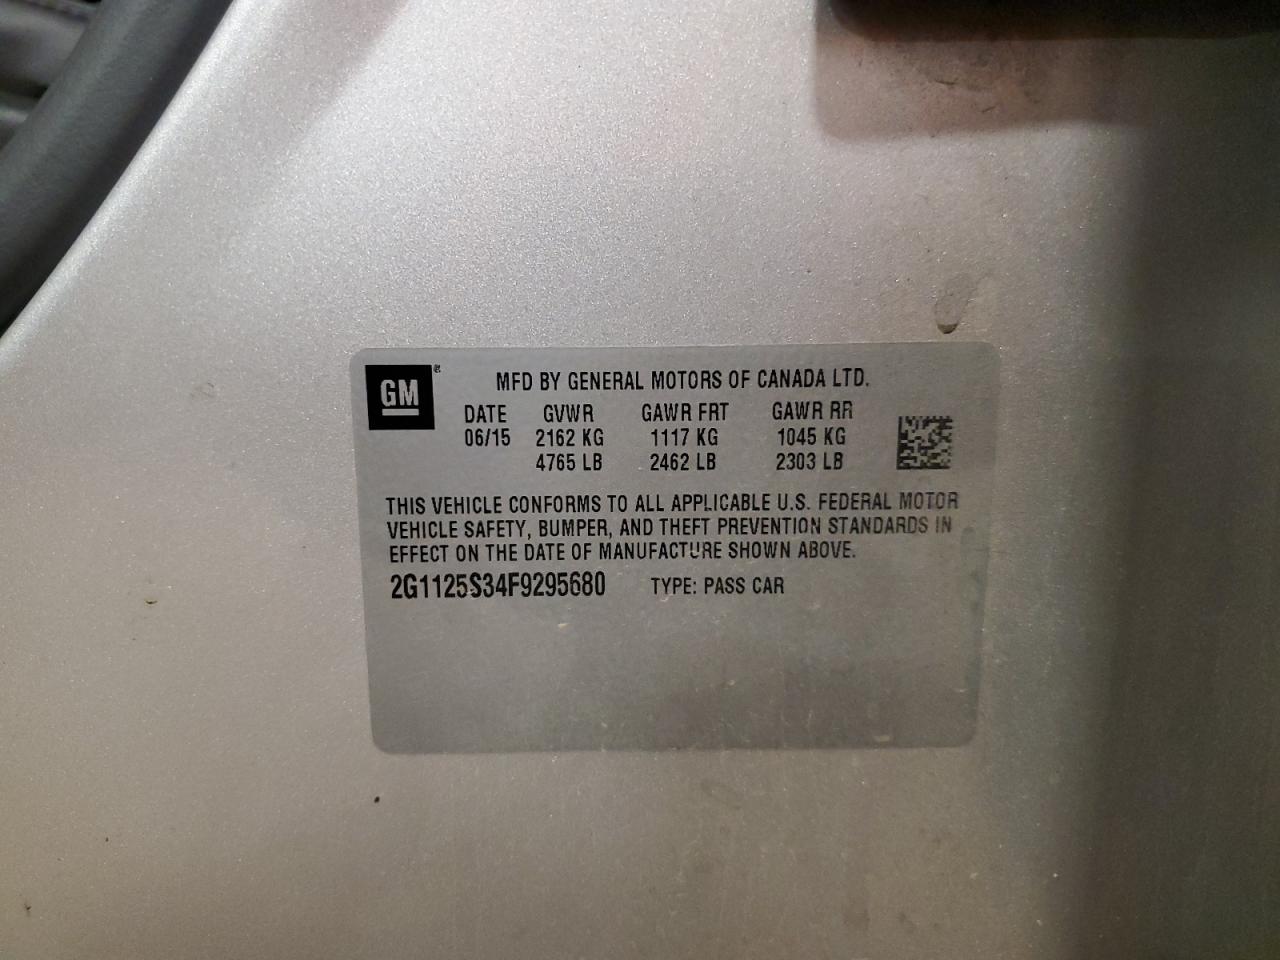 GM®
MFD BY GENERAL MOTORS OF CANADA LTD.
DATE GVWR GAWR FRT GAWR RR
06/15 2162 KG 1117 KG 1045 KG
4765 LB 2462 LB 2303 LB
THIS VEHICLE CONFORMS TO ALL APPLICABLE U.S. FEDERAL MOTOR
VEHICLE SAFETY, BUMPER, AND THEFT PREVENTION STANDARDS IN
EFFECT ON THE DATE OF MANUFACTURE SHOWN ABOVE.
2G1125S34F9295680 TYPE: PASS CAR